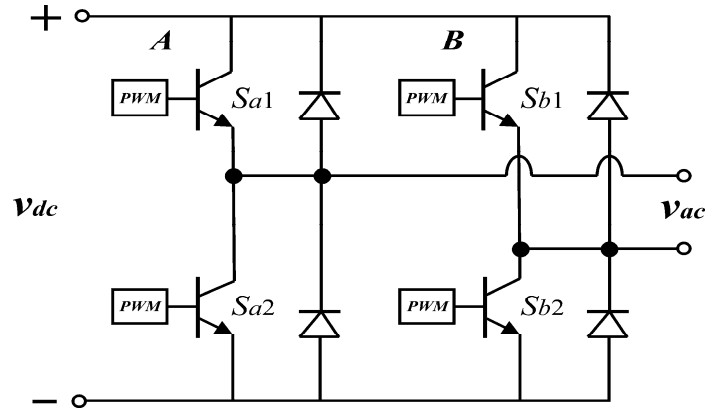 +
A
B
PWM Sa1 PWM Sb1
vdc
vac
PWM Sa2 PWM Sb2
−